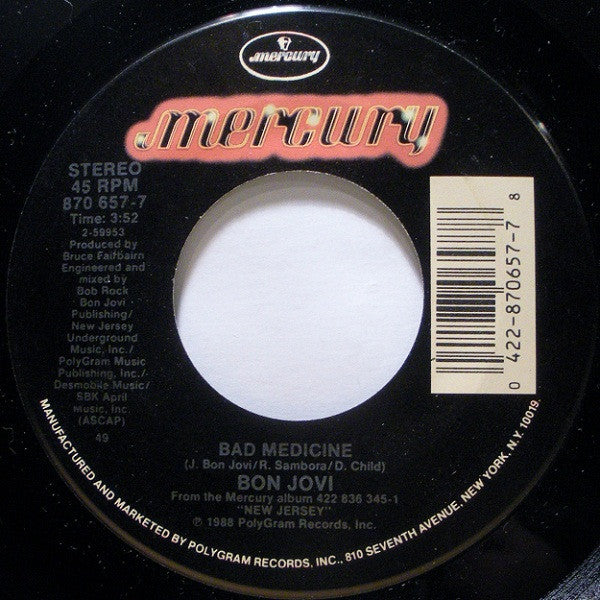 mercury
mercury
STEREO
45 RPM
870 657-7
Time: 3:52
2-59953
Produced by
Bruce Fairbairn
Engineered and
mixed by
Bob Rock
Bon Jovi
Publishing/
New Jersey
Underground
Music, Inc./
PolyGram Music
Publishing, Inc./
Desmobile Music/
SBK April
Music, Inc.
(ASCAP)
49
0 422-870657-7 8
BAD MEDICINE
(J. Bon Jovi/R. Sambora/D. Child)
BON JOVI
From the Mercury album 422 836 345-1
"NEW JERSEY"
℗ 1988 PolyGram Records, Inc.
MANUFACTURED AND MARKETED BY POLYGRAM RECORDS, INC., 810 SEVENTH AVENUE, NEW YORK, N.Y. 10019.